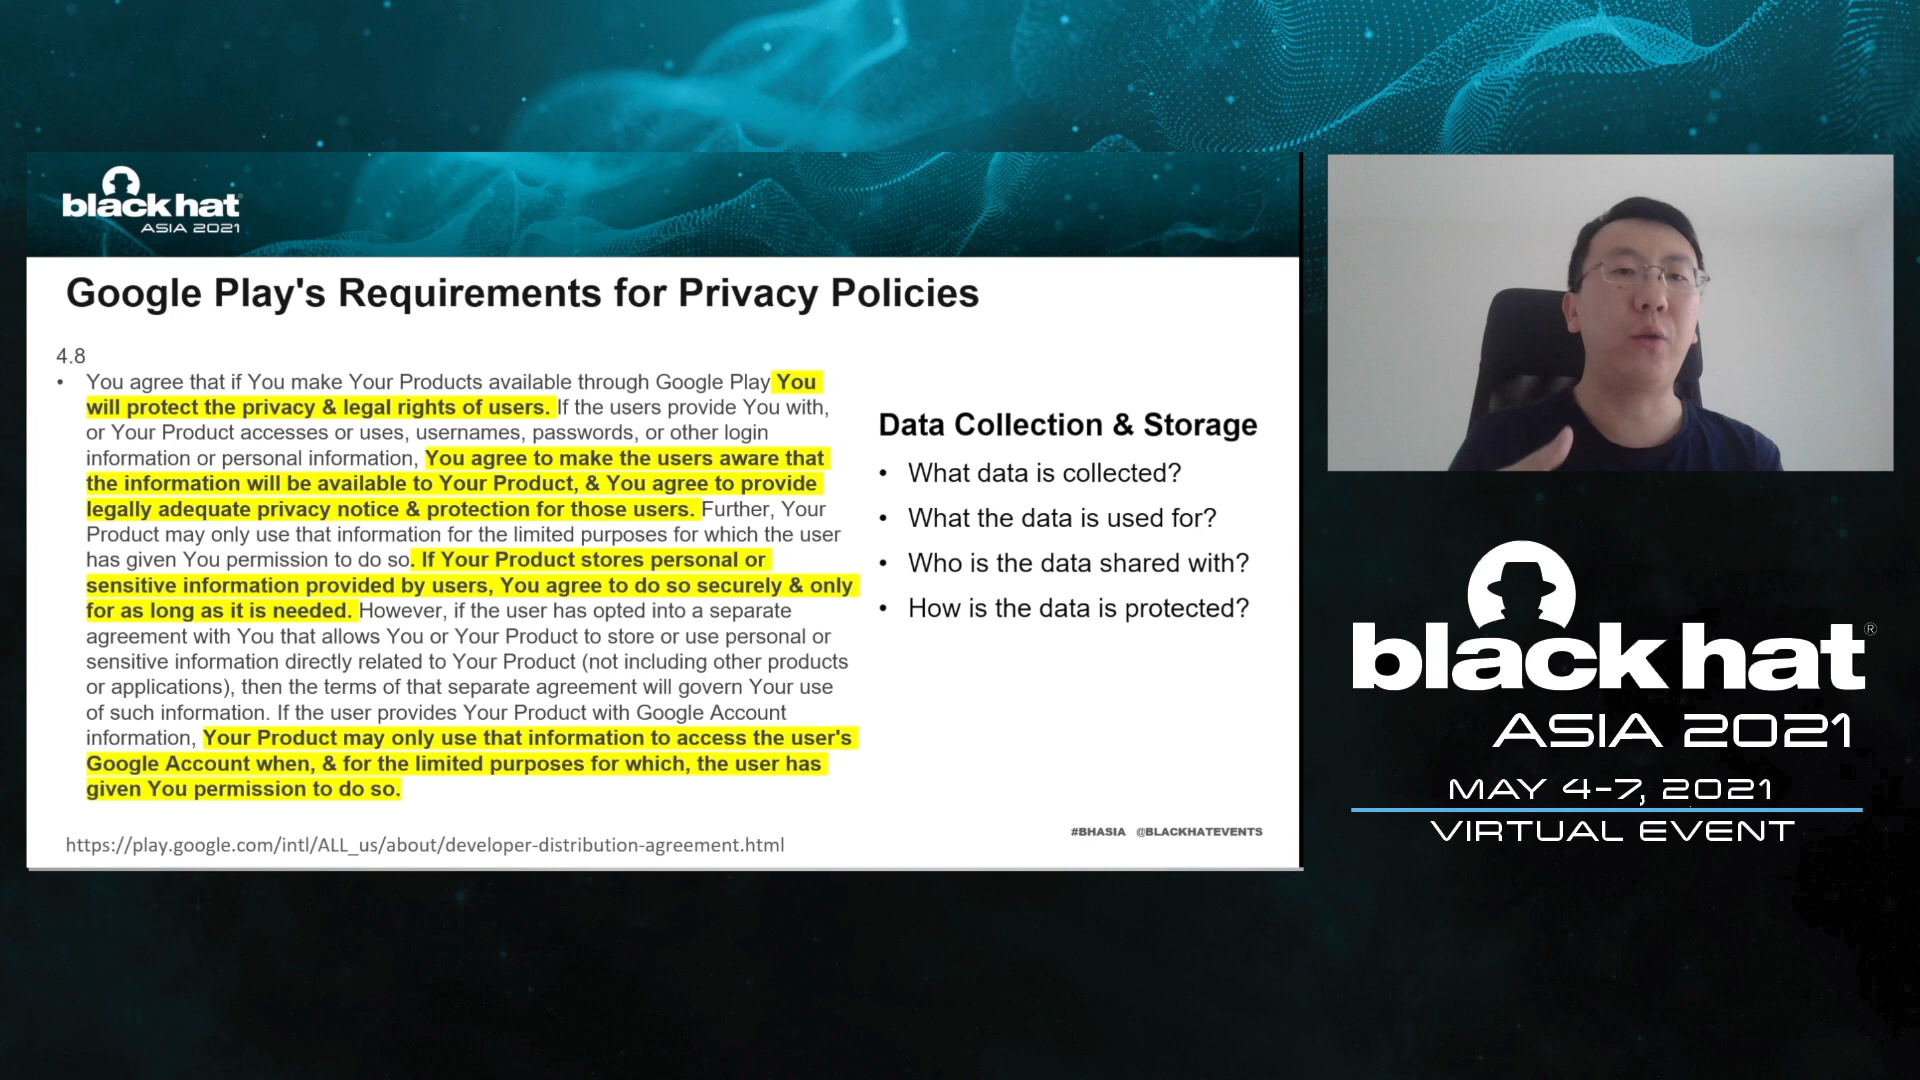 black hat
ASIA 2021
Google Play's Requirements for Privacy Policies
4.8
• You agree that if You make Your Products available through Google Play You
will protect the privacy & legal rights of users. If the users provide You with,
or Your Product accesses or uses, usernames, passwords, or other login
information or personal information, You agree to make the users aware that
the information will be available to Your Product, & You agree to provide
legally adequate privacy notice & protection for those users. Further, Your
Product may only use that information for the limited purposes for which the user
has given You permission to do so. If Your Product stores personal or
sensitive information provided by users, You agree to do so securely & only
for as long as it is needed. However, if the user has opted into a separate
agreement with You that allows You or Your Product to store or use personal or
sensitive information directly related to Your Product (not including other products
or applications), then the terms of that separate agreement will govern Your use
of such information. If the user provides Your Product with Google Account
information, Your Product may only use that information to access the user's
Google Account when, & for the limited purposes for which, the user has
given You permission to do so.
Data Collection & Storage
• What data is collected?
• What the data is used for?
• Who is the data shared with?
• How is the data is protected?
https://play.google.com/intl/ALL_us/about/developer-distribution-agreement.html
#BHASIA @BLACKHATEVENTS
black hat®
ASIA 2021
MAY 4-7, 2021
VIRTUAL EVENT